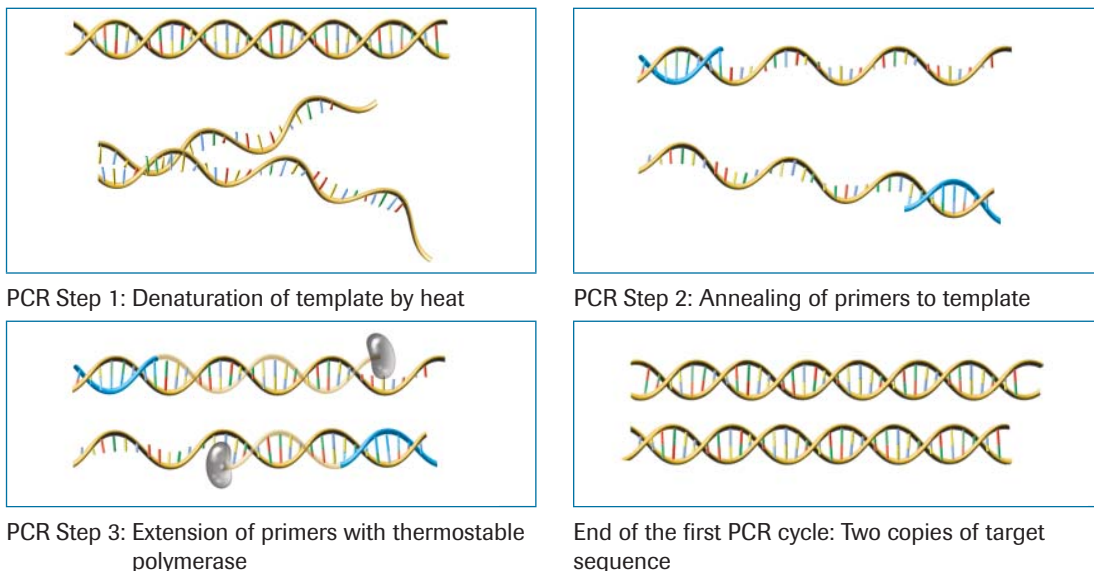 PCR Step 1: Denaturation of template by heat
PCR Step 2: Annealing of primers to template
PCR Step 3: Extension of primers with thermostable
polymerase
End of the first PCR cycle: Two copies of target
sequence